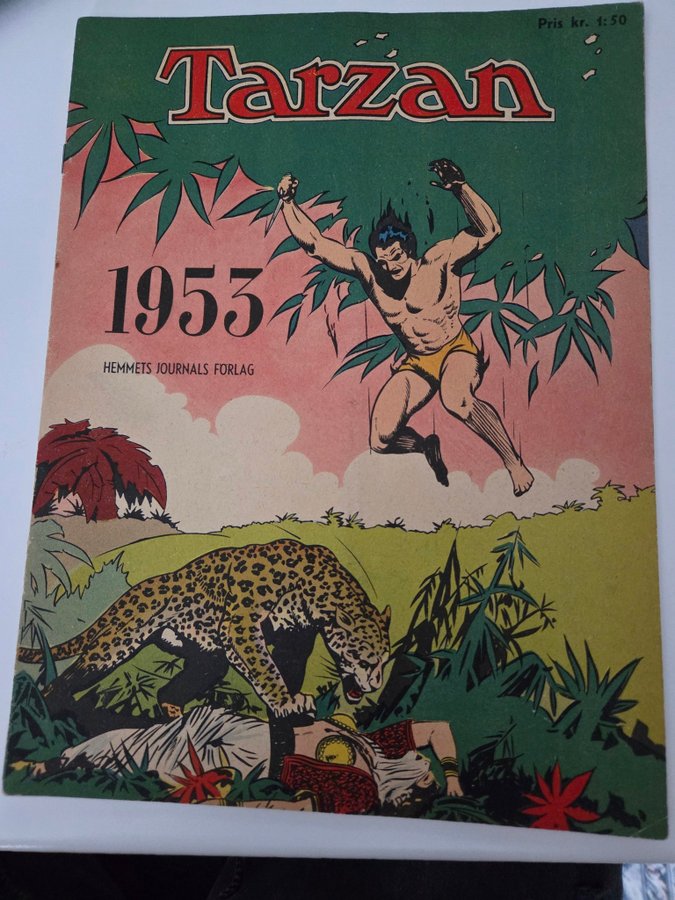 Pris kr. 1:50
Tarzan
1953
HEMMETS JOURNALS FÖRLAG